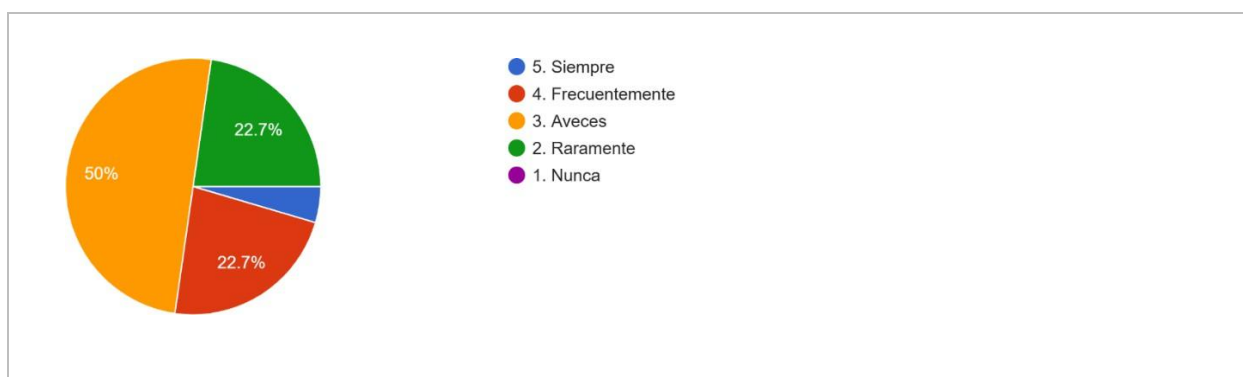 22.7%
50%
22.7%
5. Siempre
4. Frecuentemente
3. Aveces
2. Raramente
1. Nunca